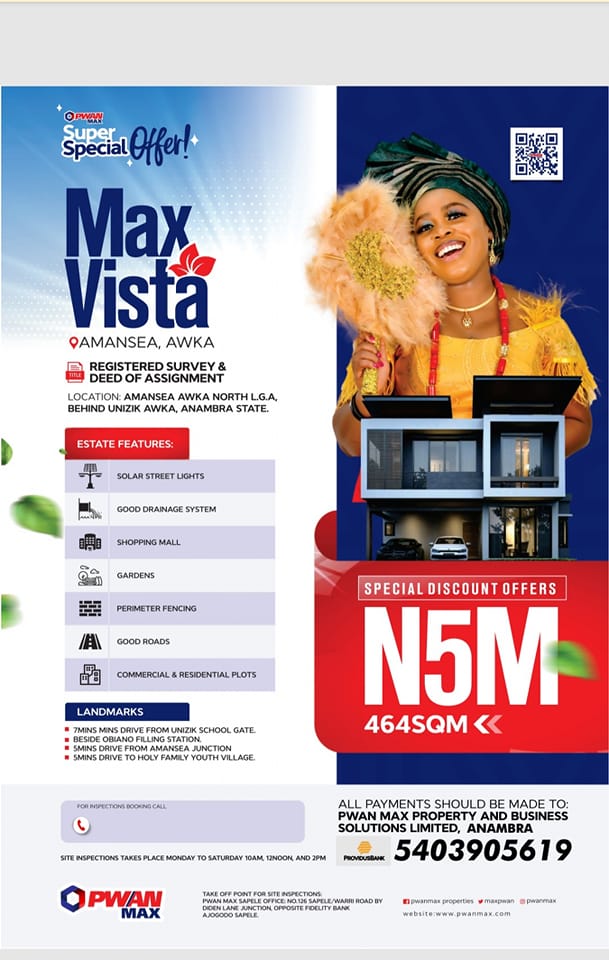 PWAN
MAX
Super
Special Offer!
Max
Vista
AMANSEA, AWKA
TITLE
REGISTERED SURVEY &
DEED OF ASSIGNMENT
LOCATION: AMANSEA AWKA NORTH L.G.A,
BEHIND UNIZIK AWKA, ANAMBRA STATE.
ESTATE FEATURES:
SOLAR STREET LIGHTS
GOOD DRAINAGE SYSTEM
SHOPPING MALL
GARDENS
PERIMETER FENCING
GOOD ROADS
COMMERCIAL & RESIDENTIAL PLOTS
LANDMARKS
7MINS MINS DRIVE FROM UNIZIK SCHOOL GATE.
BESIDE OBIANO FILLING STATION.
5MINS DRIVE FROM AMANSEA JUNCTION
5MINS DRIVE TO HOLY FAMILY YOUTH VILLAGE.
SPECIAL DISCOUNT OFFERS
N5M
464SQM
FOR INSPECTIONS BOOKING CALL
SITE INSPECTIONS TAKES PLACE MONDAY TO SATURDAY 10AM, 12NOON, AND 2PM
ALL PAYMENTS SHOULD BE MADE TO:
PWAN MAX PROPERTY AND BUSINESS
SOLUTIONS LIMITED, ANAMBRA
PROVIDUSBANK
5403905619
PWAN
MAX
TAKE OFF POINT FOR SITE INSPECTIONS:
PWAN MAX SAPELE OFFICE: NO.126 SAPELE/WARRI ROAD BY
DIDEN LANE JUNCTION, OPPOSITE FIDELITY BANK
AJOGODO SAPELE.
pwanmax properties maxpwan pwanmax
website:www.pwanmax.com